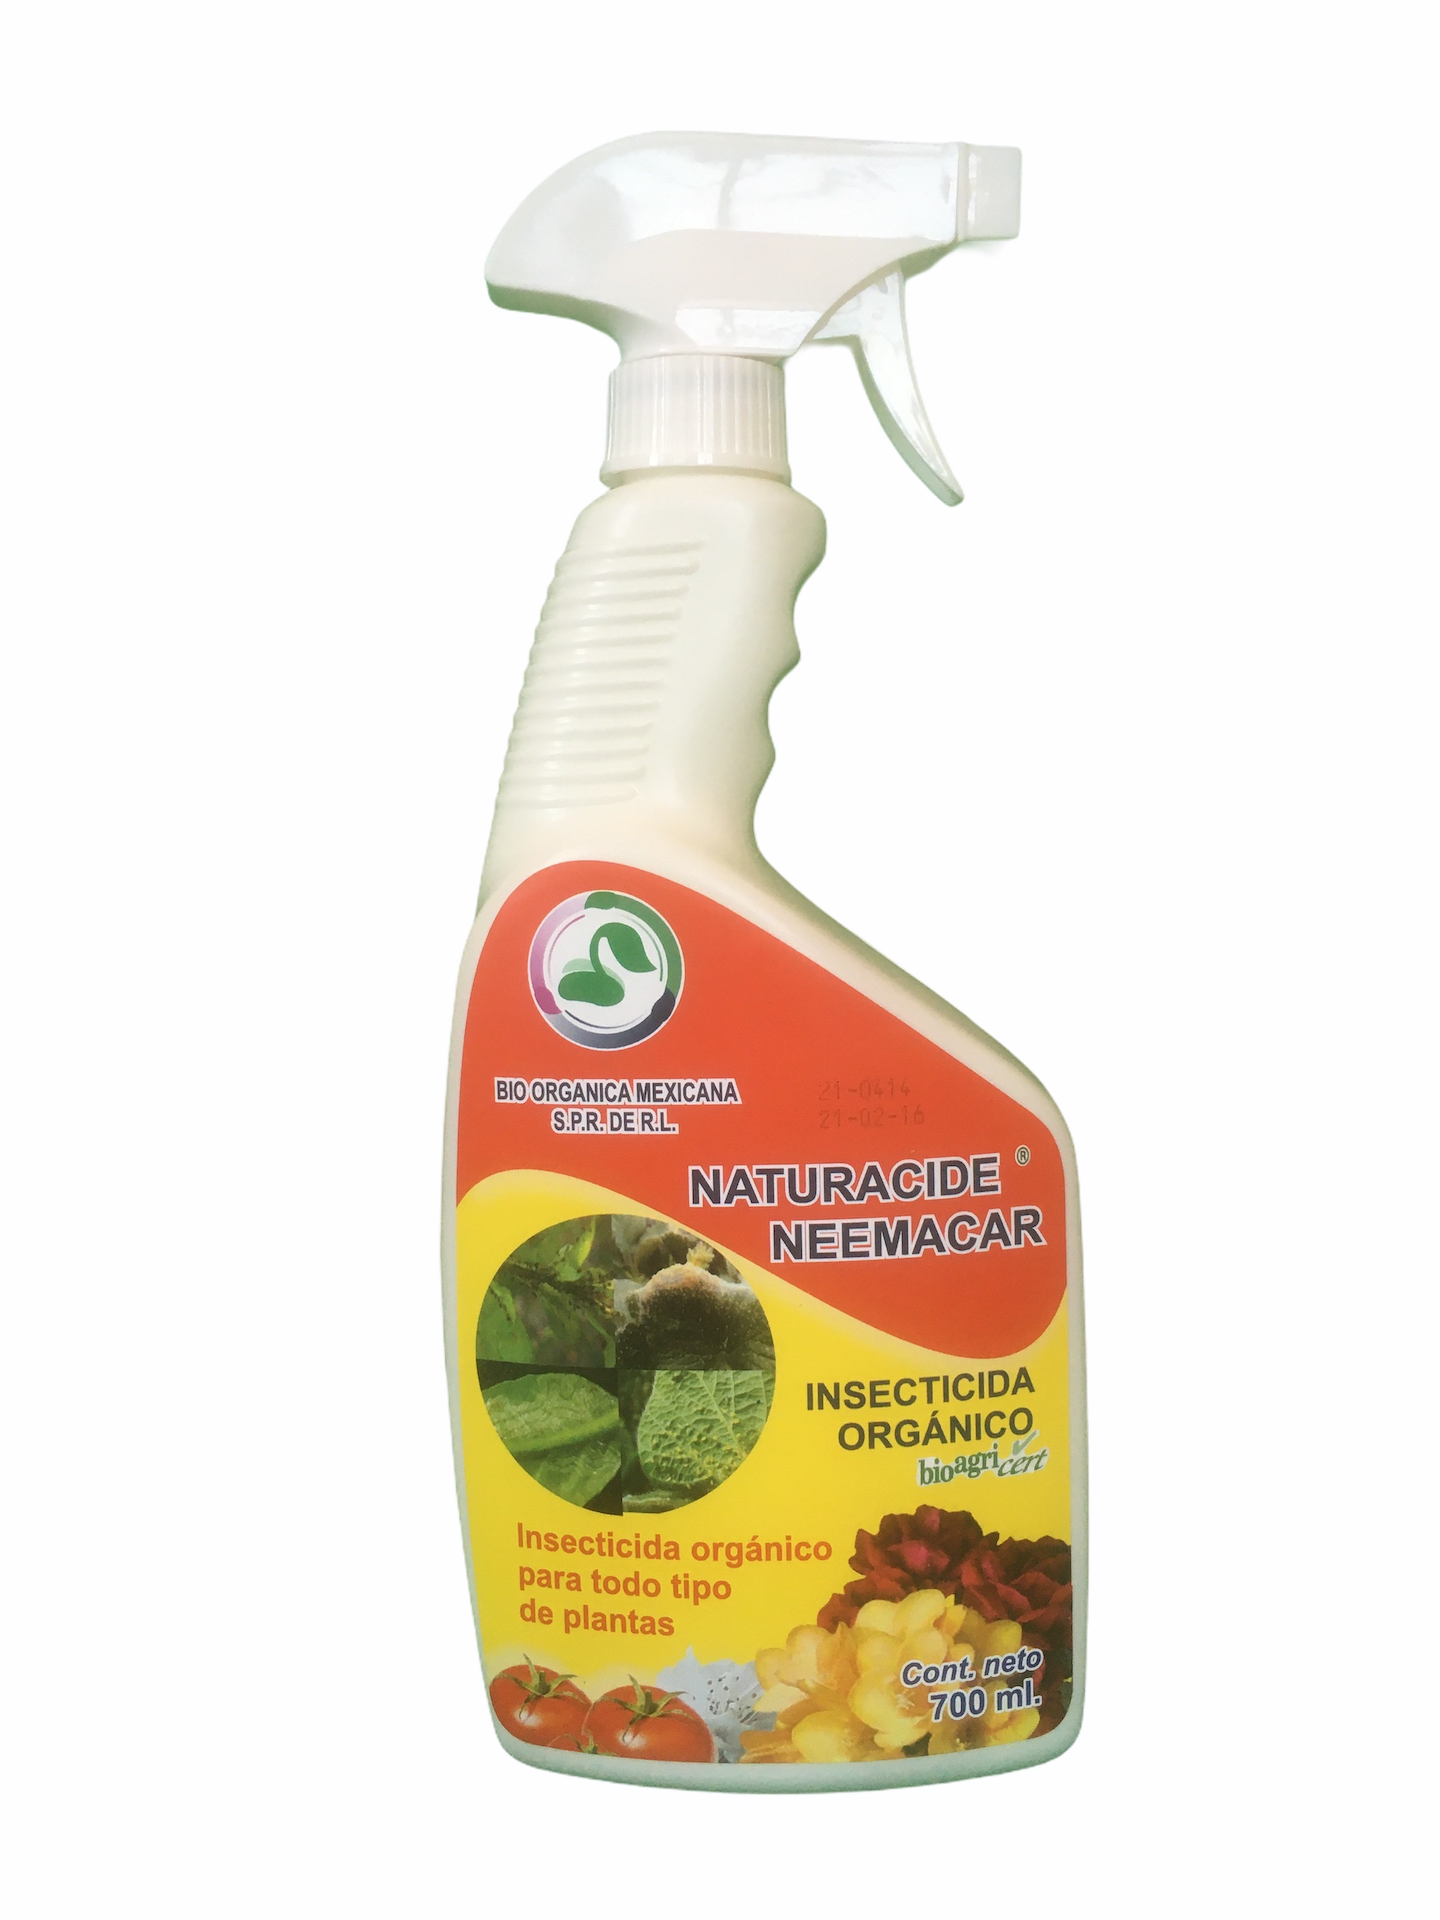 BIO ORGANICA MEXICANA
S.P.R. DE R.L.
21-0414
21-02-16
NATURACIDE ®
NEEMACAR
INSECTICIDA
ORGÁNICO
bioagricert
Insecticida orgánico
para todo tipo
de plantas
Cont. neto
700 ml.